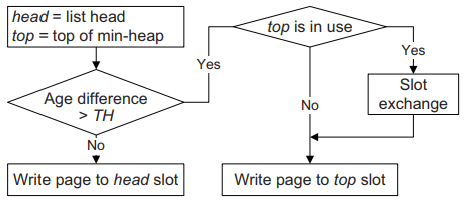 head = list head
top = top of min-heap
Age difference
> TH
Yes
No
Write page to head slot
top is in use
Yes
No
Slot
exchange
Write page to top slot